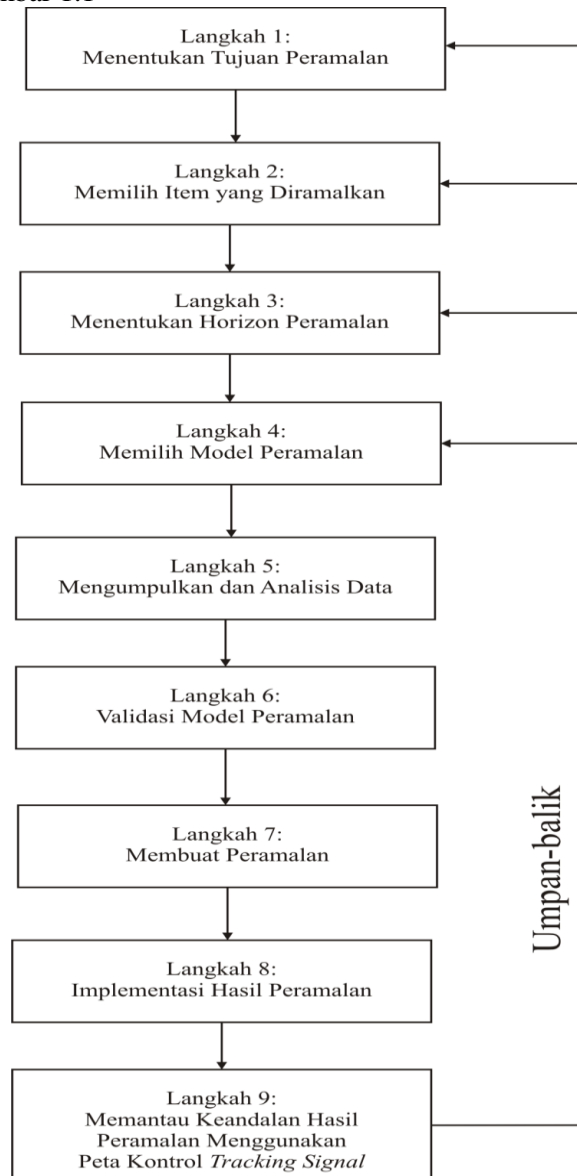 Langkah 1:
Menentukan Tujuan Peramalan
Langkah 2:
Memilih Item yang Diramalkan
Langkah 3:
Menentukan Horizon Peramalan
Langkah 4:
Memilih Model Peramalan
Langkah 5:
Mengumpulkan dan Analisis Data
Langkah 6:
Validasi Model Peramalan
Langkah 7:
Membuat Peramalan
Langkah 8:
Implementasi Hasil Peramalan
Langkah 9:
Memantau Keandalan Hasil
Peramalan Menggunakan
Peta Kontrol Tracking Signal
Umpan-balik